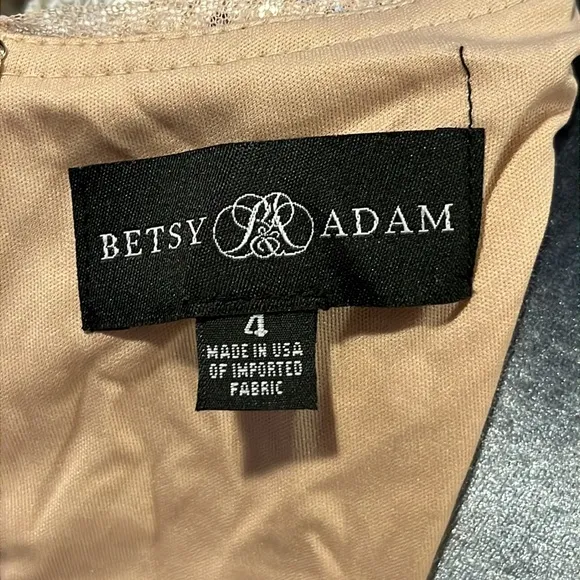 BETSY B&A ADAM
4
MADE IN USA
OF IMPORTED
FABRIC